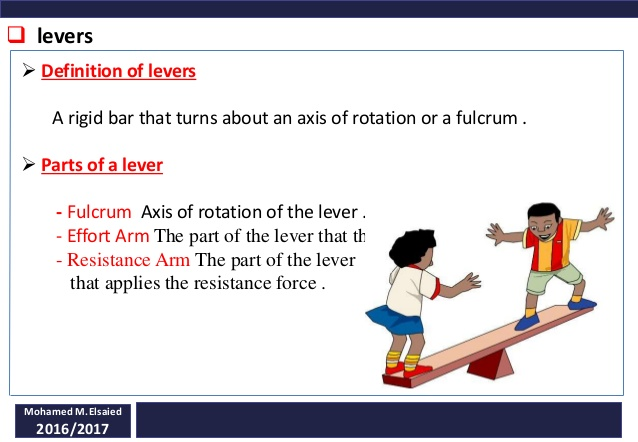 levers
Definition of levers
A rigid bar that turns about an axis of rotation or a fulcrum .
Parts of a lever
- Fulcrum Axis of rotation of the lever .
- Effort Arm The part of the lever that th
- Resistance Arm The part of the lever
that applies the resistance force .
Mohamed M.Elsaied
2016/2017